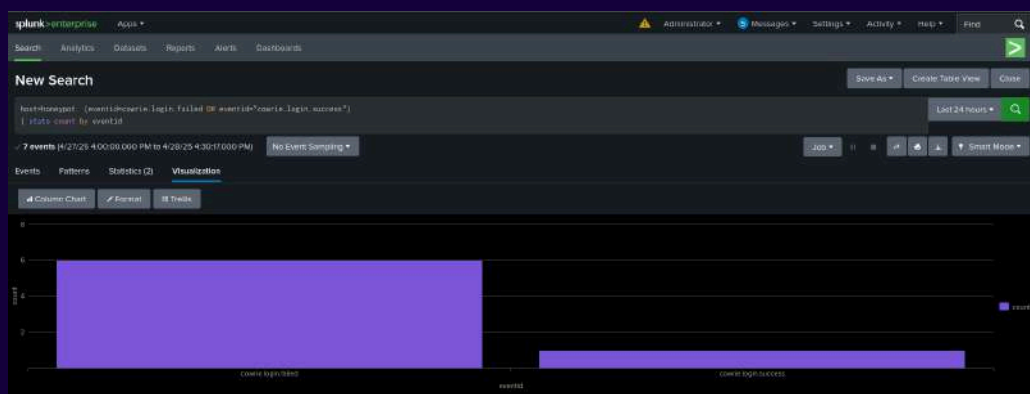 splunk>enterprise Apps ▾ Administrator ▾ 5 Messages ▾ Settings ▾ Activity ▾ Help ▾ Find
Search Analytics Datasets Reports Alerts Dashboards
New Search Save As ▾ Create Table View Close
host=honeypot (eventid=cowrie.login.failed OR eventid="cowrie.login.success") Last 24 hours ▾
| stats count by eventid
✓ 7 events (4/27/25 4:00:00.000 PM to 4/28/25 4:30:17.000 PM) No Event Sampling ▾ Job ▾ Smart Mode ▾
Events Patterns Statistics (2) Visualization
Column Chart Format Trellis
8
6
4
2
count
count
cowrie.login.failed cowrie.login.success
eventid